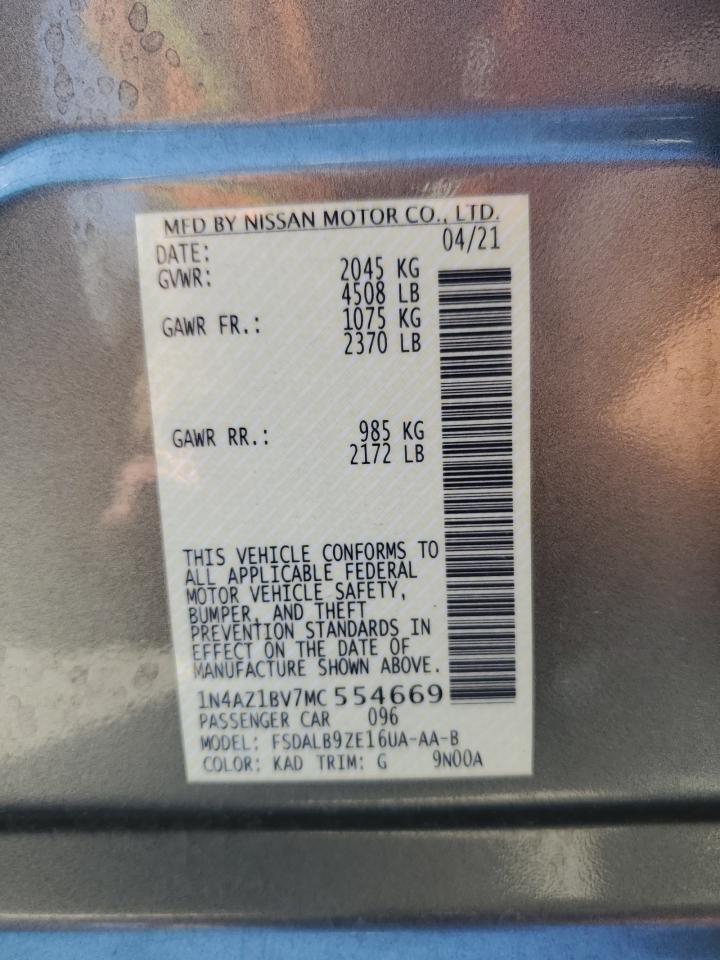 MFD BY NISSAN MOTOR CO., LTD.
DATE: 04/21
GVWR: 2045 KG
4508 LB
GAWR FR.: 1075 KG
2370 LB
GAWR RR.: 985 KG
2172 LB
THIS VEHICLE CONFORMS TO
ALL APPLICABLE FEDERAL
MOTOR VEHICLE SAFETY,
BUMPER, AND THEFT
PREVENTION STANDARDS IN
EFFECT ON THE DATE OF
MANUFACTURE SHOWN ABOVE.
1N4AZ1BV7MC 554669
PASSENGER CAR 096
MODEL: FSDALB9ZE16UA-AA-B
COLOR: KAD TRIM: G 9N00A